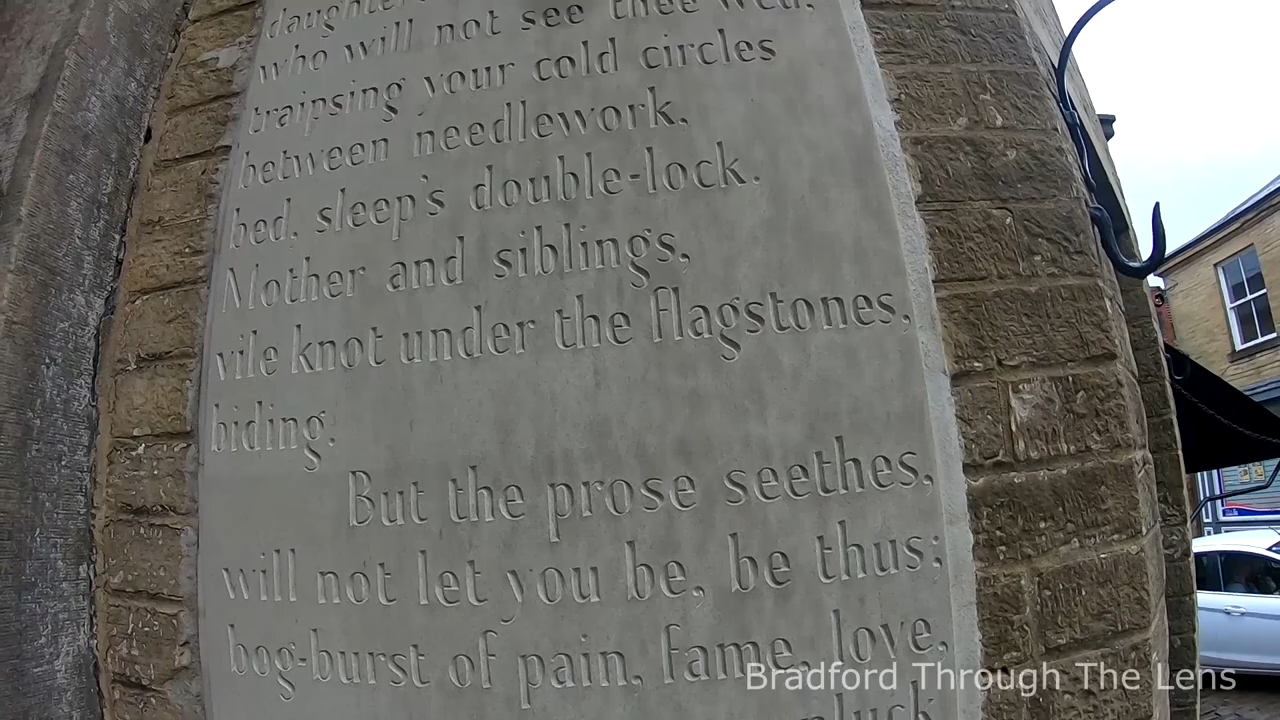 daughter
who will not see thee wed,
traipsing your cold circles
between needlework,
bed, sleep's double-lock.
Mother and siblings,
vile knot under the flagstones,
biding.
But the prose seethes,
will not let you be, be thus;
bog-burst of pain, fame, love,
pluck
Bradford Through The Lens